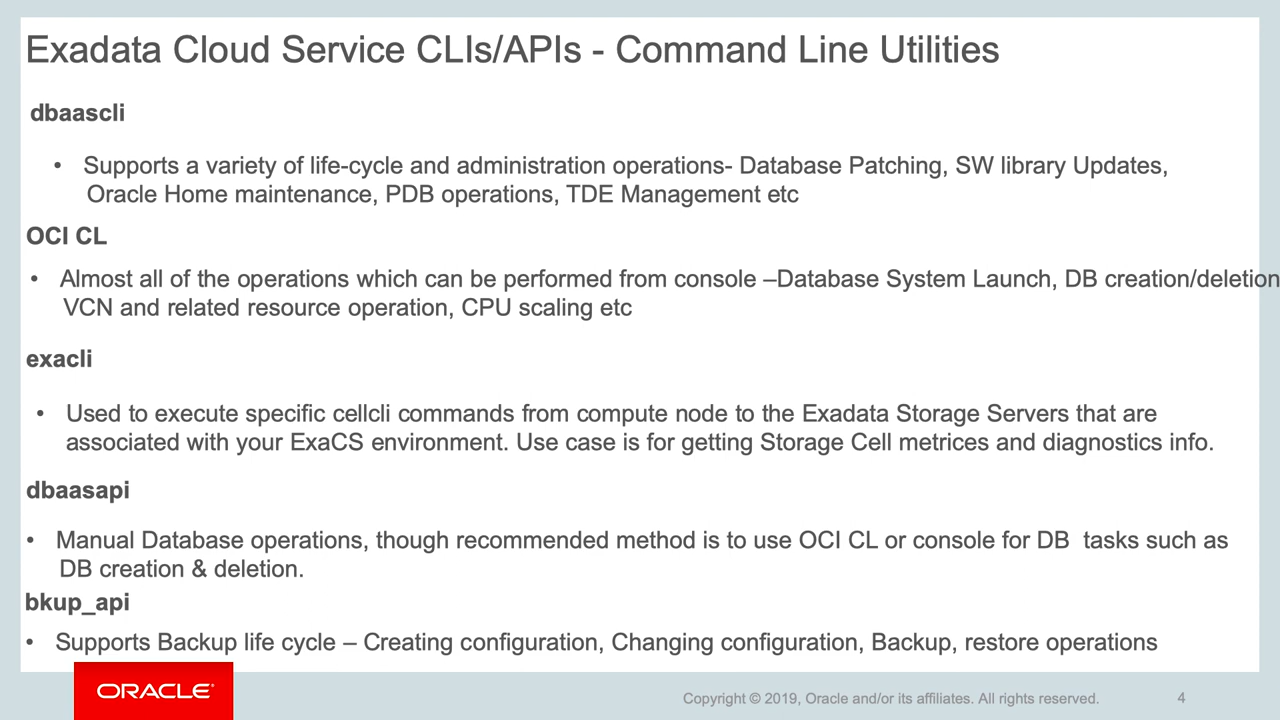 Exadata Cloud Service CLIs/APIs - Command Line Utilities
dbaascli
• Supports a variety of life-cycle and administration operations- Database Patching, SW library Updates,
Oracle Home maintenance, PDB operations, TDE Management etc
OCI CL
• Almost all of the operations which can be performed from console –Database System Launch, DB creation/deletion
VCN and related resource operation, CPU scaling etc
exacli
• Used to execute specific cellcli commands from compute node to the Exadata Storage Servers that are
associated with your ExaCS environment. Use case is for getting Storage Cell metrices and diagnostics info.
dbaasapi
• Manual Database operations, though recommended method is to use OCI CL or console for DB tasks such as
DB creation & deletion.
bkup_api
• Supports Backup life cycle – Creating configuration, Changing configuration, Backup, restore operations
ORACLE®
Copyright © 2019, Oracle and/or its affiliates. All rights reserved. 4